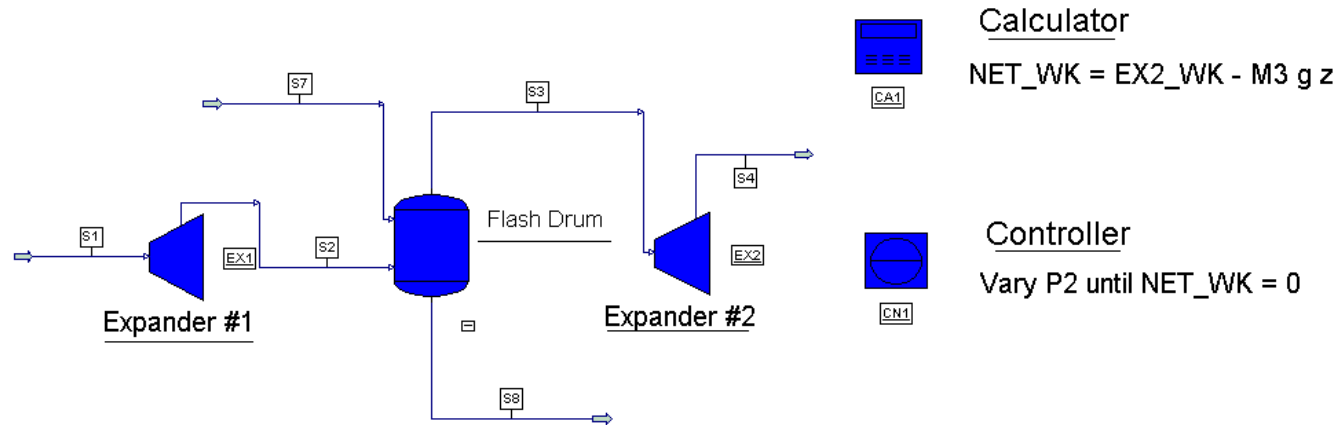 Calculator
NET_WK = EX2_WK - M3 g z
CA1
S7
S3
S4
S1
EX1
S2
Flash Drum
EX2
Controller
Vary P2 until NET_WK = 0
CN1
Expander #1
Expander #2
S8